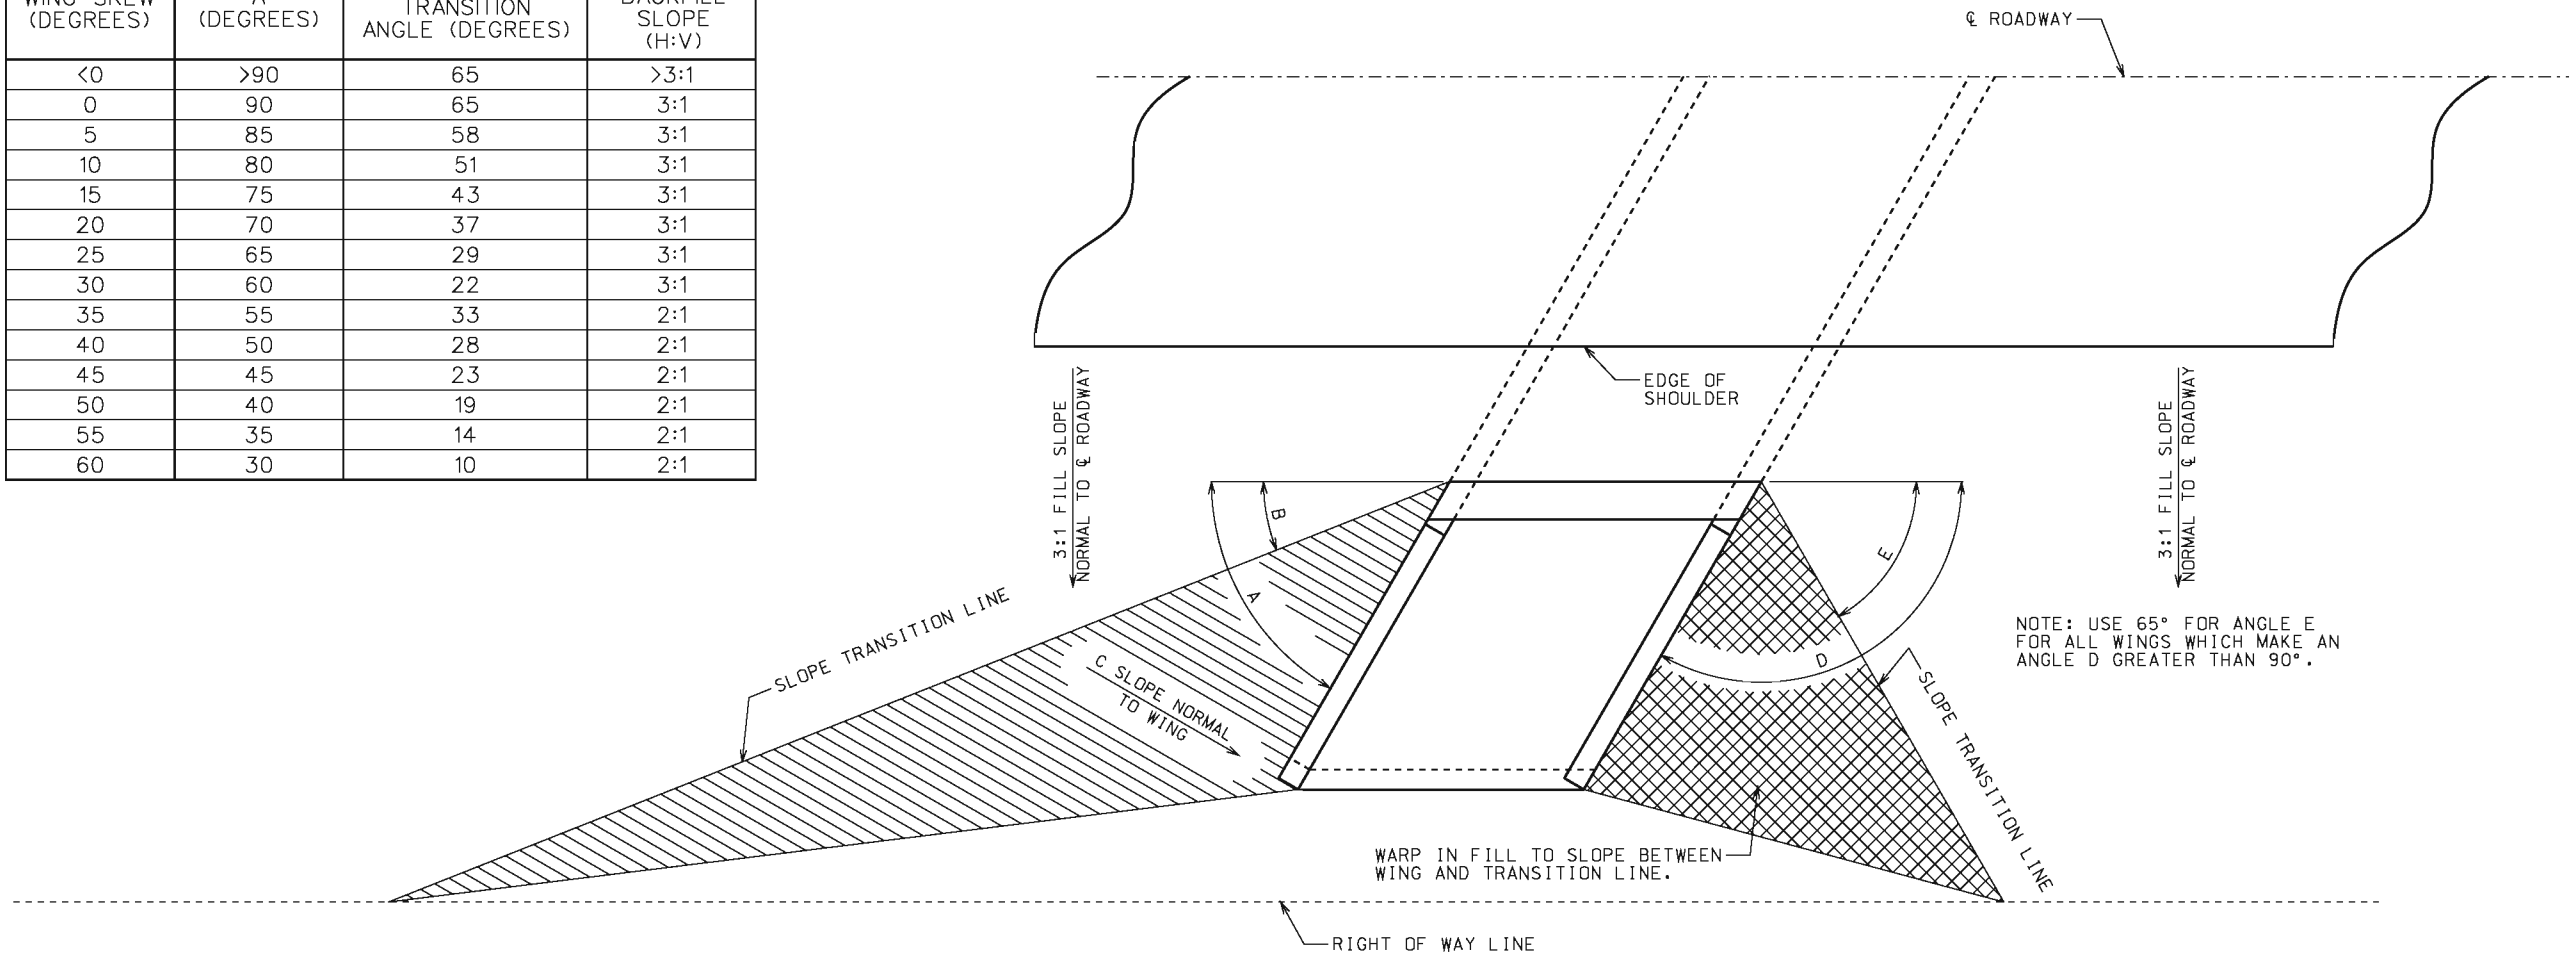 WING SKEW
(DEGREES)
A
(DEGREES)
TRANSITION
ANGLE (DEGREES)
BACKFILL
SLOPE
(H:V)
<0 >90 65 >3:1
0 90 65 3:1
5 85 58 3:1
10 80 51 3:1
15 75 43 3:1
20 70 37 3:1
25 65 29 3:1
30 60 22 3:1
35 55 33 2:1
40 50 28 2:1
45 45 23 2:1
50 40 19 2:1
55 35 14 2:1
60 30 10 2:1
℄ ROADWAY
EDGE OF
SHOULDER
3:1 FILL SLOPE
NORMAL TO ℄ ROADWAY
3:1 FILL SLOPE
NORMAL TO ℄ ROADWAY
B
A
E
D
SLOPE TRANSITION LINE
C SLOPE NORMAL
TO WING
NOTE: USE 65° FOR ANGLE E
FOR ALL WINGS WHICH MAKE AN
ANGLE D GREATER THAN 90°.
SLOPE TRANSITION LINE
WARP IN FILL TO SLOPE BETWEEN
WING AND TRANSITION LINE.
RIGHT OF WAY LINE